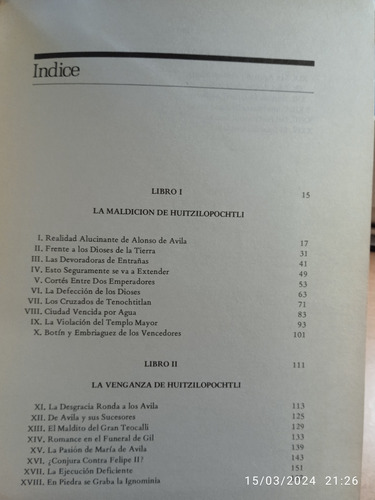 Indice
LIBRO I 15
LA MALDICION DE HUITZILOPOCHTLI
I. Realidad Alucinante de Alonso de Avila 17
II. Frente a los Dioses de la Tierra 31
III. Las Devoradoras de Entrañas 41
IV. Esto Seguramente se va a Extender 49
V. Cortés Entre Dos Emperadores 53
VI. La Defección de los Dioses 63
VII. Los Cruzados de Tenochtitlan 71
VIII. Ciudad Vencida por Agua 83
IX. La Violación del Templo Mayor 93
X. Botín y Embriaguez de los Vencedores 101
LIBRO II 111
LA VENGANZA DE HUITZILOPOCHTLI
XI. La Desgracia Ronda a los Avila 113
XII. De Avila y sus Sucesores 125
XIII. El Maldito del Gran Teocalli 129
XIV. Romance en el Funeral de Gil 133
XV. La Pasión de María de Avila 139
XVI. ¿Conjura Contra Felipe II? 143
XVII. La Ejecución Deficiente 151
XVIII. En Piedra se Graba la Ignominia
15/03/2024 21:26